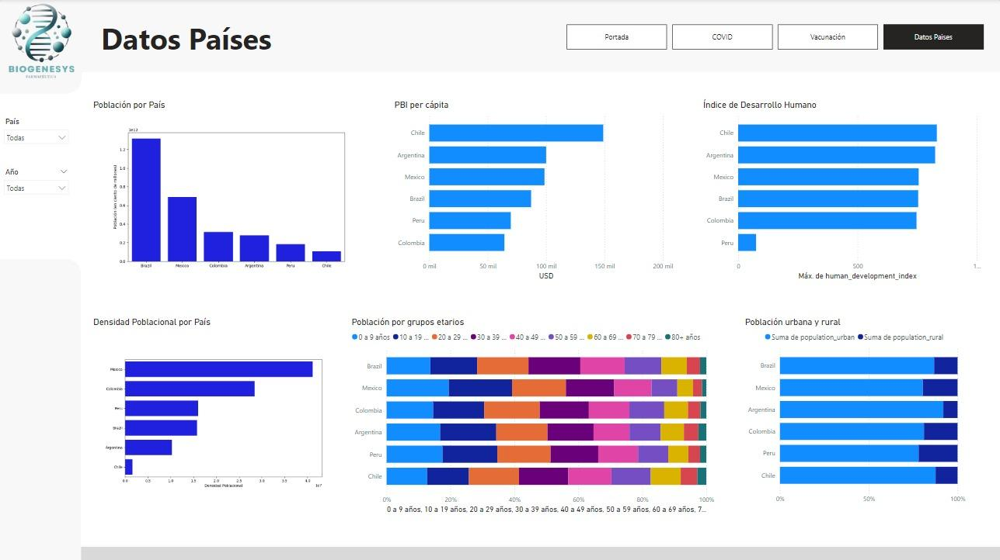 BIOGENESYS
FARMACÉUTICA
Datos Países
Portada
COVID
Vacunación
Datos Paises
País
Todas
Año
Todas
Población por País
1e12
Población (en ciento de millones)
1.2
1.0
0.8
0.6
0.4
0.2
0.0
Brazil Mexico Colombia Argentina Peru Chile
PBI per cápita
Chile
Argentina
Mexico
Brazil
Peru
Colombia
0 mil 50 mil 100 mil 150 mil 200 mil
USD
Índice de Desarrollo Humano
Chile
Argentina
Mexico
Brazil
Colombia
Peru
0 500 1...
Máx. de human_development_index
Densidad Poblacional por País
Mexico
Colombia
Peru
Brazil
Argentina
Chile
0.0 0.5 1.0 1.5 2.0 2.5 3.0 3.5 4.0
Densidad Poblacional
1e7
Población por grupos etarios
0 a 9 años 10 a 19 ... 20 a 29 ... 30 a 39 ... 40 a 49 ... 50 a 59 ... 60 a 69 ... 70 a 79 ... 80+ años
Brazil
Mexico
Colombia
Argentina
Peru
Chile
0% 20% 40% 60% 80% 100%
0 a 9 años, 10 a 19 años, 20 a 29 años, 30 a 39 años, 40 a 49 años, 50 a 59 años, 60 a 69 años, 7...
Población urbana y rural
Suma de population_urban Suma de population_rural
Brazil
Mexico
Argentina
Colombia
Peru
Chile
0% 50% 100%